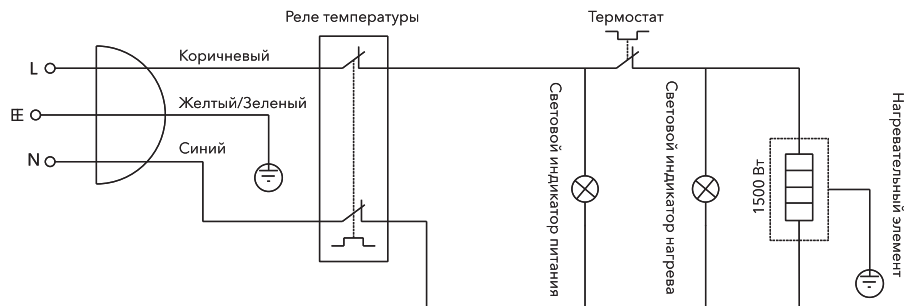 Реле температуры
Термостат
L
Коричневый
Желтый/Зеленый
N
Синий
Световой индикатор питания
Световой индикатор нагрева
1500 Вт
Нагревательный элемент